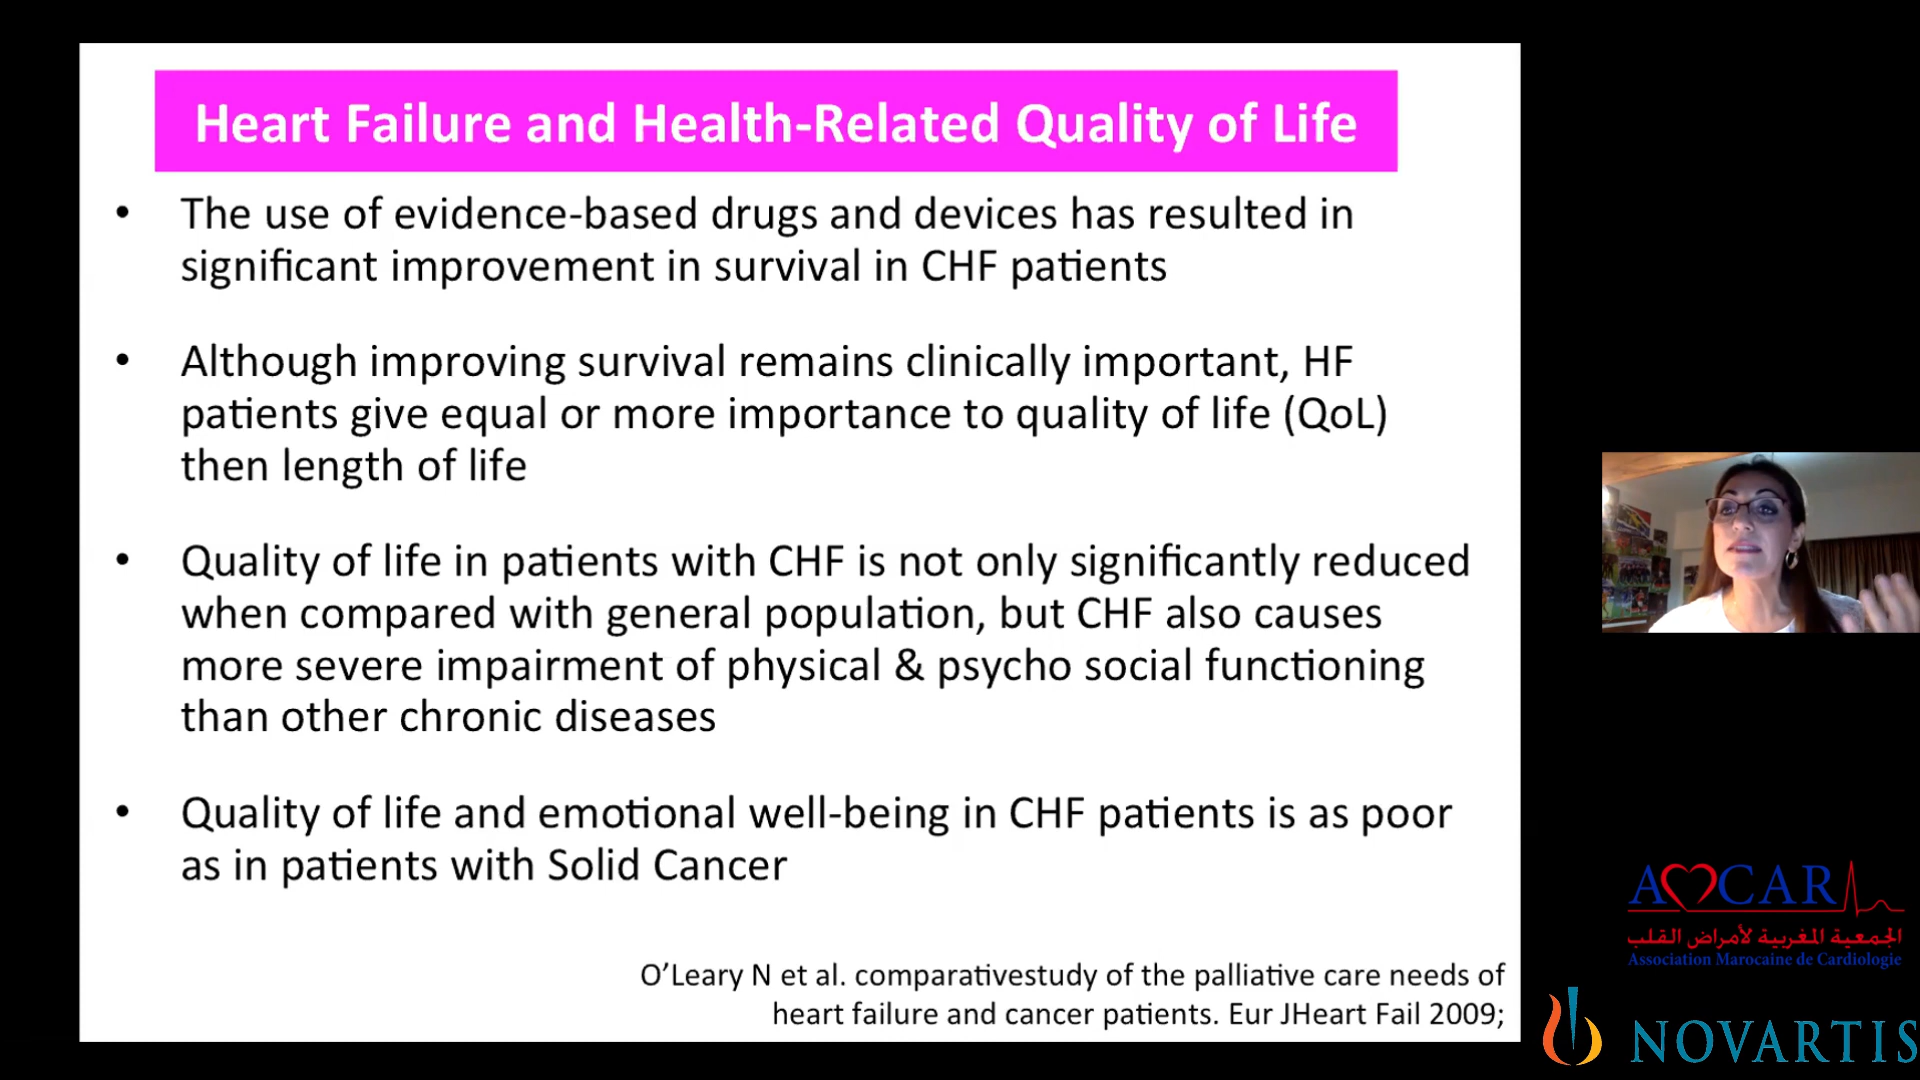 Heart Failure and Health-Related Quality of Life
• The use of evidence-based drugs and devices has resulted in
significant improvement in survival in CHF patients
• Although improving survival remains clinically important, HF
patients give equal or more importance to quality of life (QoL)
then length of life
• Quality of life in patients with CHF is not only significantly reduced
when compared with general population, but CHF also causes
more severe impairment of physical & psycho social functioning
than other chronic diseases
• Quality of life and emotional well-being in CHF patients is as poor
as in patients with Solid Cancer
O’Leary N et al. comparativestudy of the palliative care needs of
heart failure and cancer patients. Eur JHeart Fail 2009;
AMCAR
الجمعية المغربية لأمراض القلب
Association Marocaine de Cardiologie
NOVARTIS